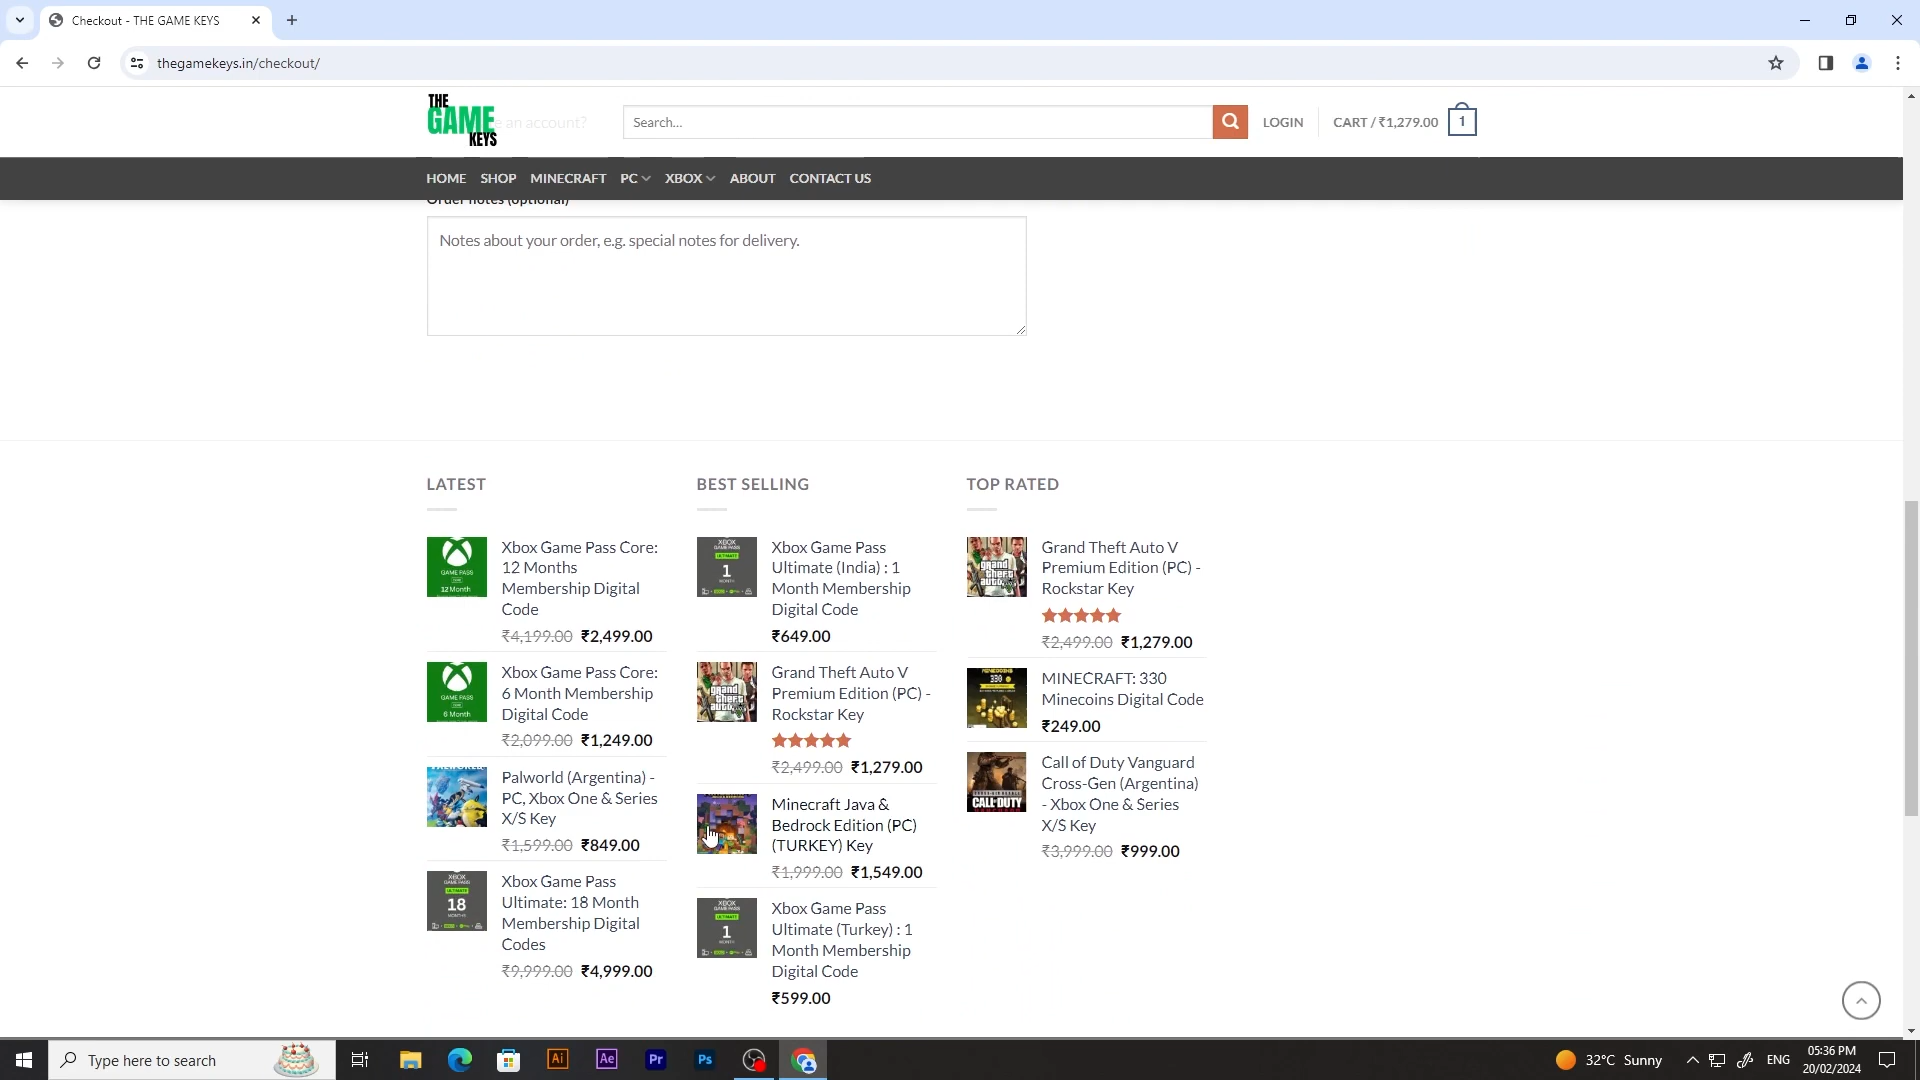 Checkout - THE GAME KEYS
thegamekeys.in/checkout/
THE
GAME
KEYS
e an account?
Search...
LOGIN
CART / ₹1,279.00
1
HOME
SHOP
MINECRAFT
PC
XBOX
ABOUT
CONTACT US
Order notes (optional)
Notes about your order, e.g. special notes for delivery.
LATEST
Xbox Game Pass Core:
12 Months
Membership Digital
Code
₹4,199.00 ₹2,499.00
Xbox Game Pass Core:
6 Month Membership
Digital Code
₹2,099.00 ₹1,249.00
Palworld (Argentina) -
PC, Xbox One & Series
X/S Key
₹1,599.00 ₹849.00
Xbox Game Pass
Ultimate: 18 Month
Membership Digital
Codes
₹9,999.00 ₹4,999.00
BEST SELLING
Xbox Game Pass
Ultimate (India) : 1
Month Membership
Digital Code
₹649.00
Grand Theft Auto V
Premium Edition (PC) -
Rockstar Key
₹2,499.00 ₹1,279.00
Minecraft Java &
Bedrock Edition (PC)
(TURKEY) Key
₹1,999.00 ₹1,549.00
Xbox Game Pass
Ultimate (Turkey) : 1
Month Membership
Digital Code
₹599.00
TOP RATED
Grand Theft Auto V
Premium Edition (PC) -
Rockstar Key
₹2,499.00 ₹1,279.00
MINECRAFT: 330
Minecoins Digital Code
₹249.00
Call of Duty Vanguard
Cross-Gen (Argentina)
- Xbox One & Series
X/S Key
₹3,999.00 ₹999.00
Type here to search
Ai
Ae
Pr
Ps
32°C Sunny
ENG
05:36 PM
20/02/2024